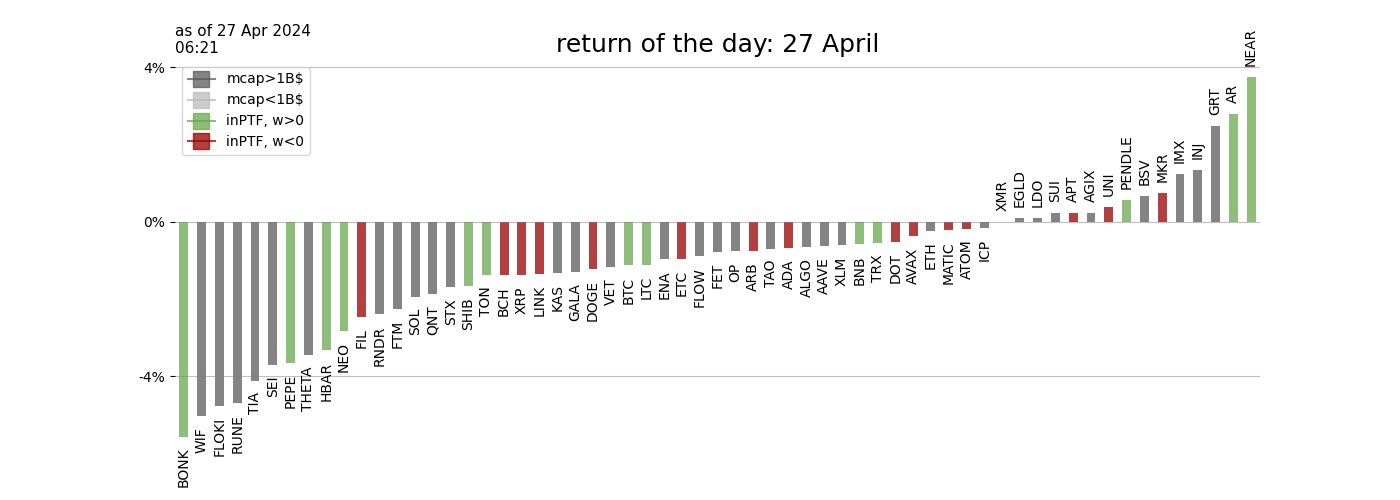 as of 27 Apr 2024
06:21
return of the day: 27 April
4%
0%
-4%
mcap>1B$
mcap<1B$
inPTF, w>0
inPTF, w<0
BONK
WIF
FLOKI
RUNE
TIA
SEI
PEPE
THETA
HBAR
NEO
FIL
RNDR
FTM
SOL
QNT
STX
SHIB
TON
BCH
XRP
LINK
KAS
GALA
DOGE
VET
BTC
LTC
ENA
ETC
FLOW
FET
OP
ARB
TAO
ADA
ALGO
AAVE
XLM
BNB
TRX
DOT
AVAX
ETH
MATIC
ATOM
ICP
XMR
EGLD
LDO
SUI
APT
AGIX
UNI
PENDLE
BSV
MKR
IMX
INJ
GRT
AR
NEAR